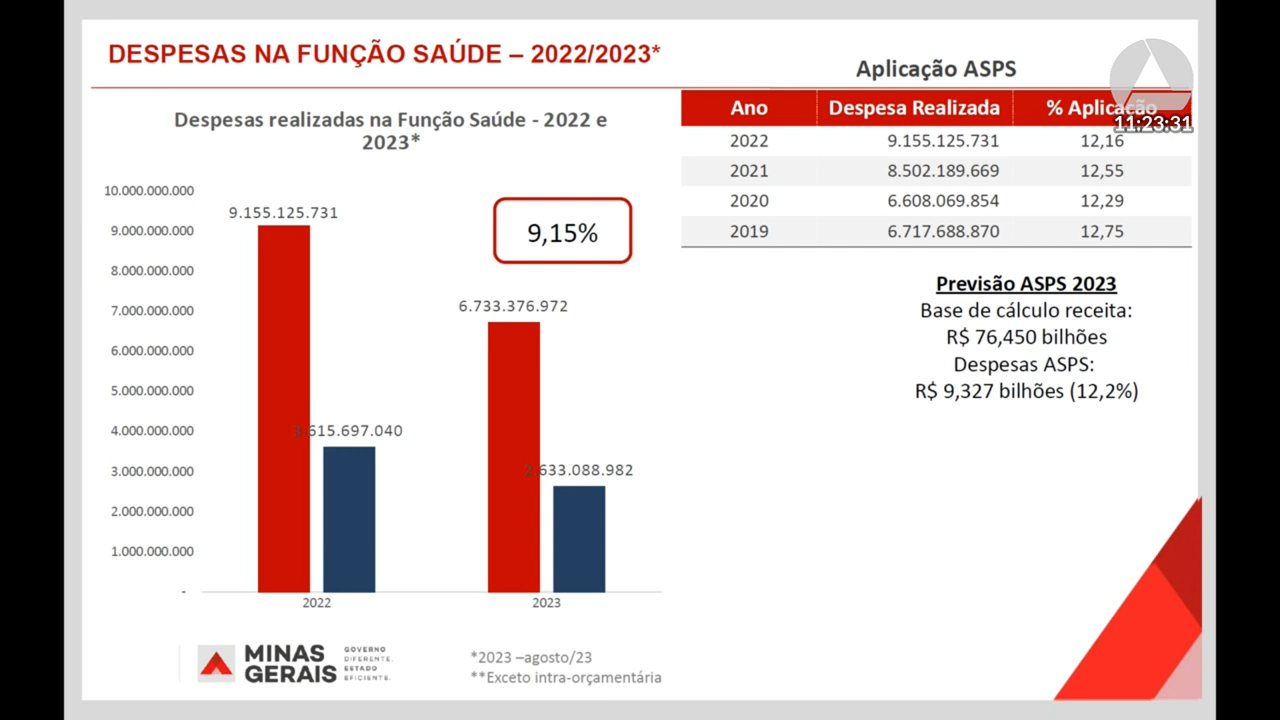 DESPESAS NA FUNÇÃO SAÚDE – 2022/2023*
Despesas realizadas na Função Saúde - 2022 e
2023*
10.000.000.000
9.000.000.000
8.000.000.000
7.000.000.000
6.000.000.000
5.000.000.000
4.000.000.000
3.000.000.000
2.000.000.000
1.000.000.000
-
9.155.125.731
3.615.697.040
2022
9,15%
6.733.376.972
2.633.088.982
2023
Aplicação ASPS
Ano Despesa Realizada % Aplicação
11:23:31
2022 9.155.125.731 12,16
2021 8.502.189.669 12,55
2020 6.608.069.854 12,29
2019 6.717.688.870 12,75
Previsão ASPS 2023
Base de cálculo receita:
R$ 76,450 bilhões
Despesas ASPS:
R$ 9,327 bilhões (12,2%)
MINAS
GERAIS
GOVERNO
DIFERENTE.
ESTADO
EFICIENTE.
*2023 –agosto/23
**Exceto intra-orçamentária